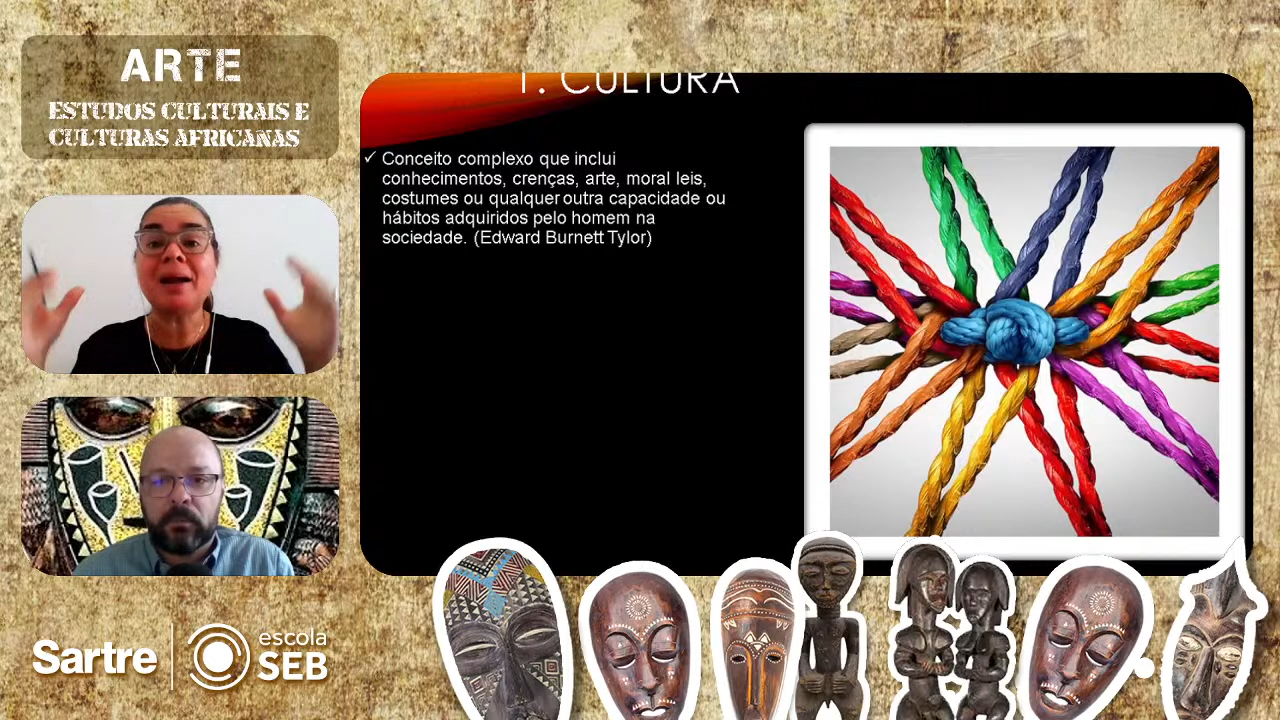 ARTE
ESTUDOS CULTURAIS E
CULTURAS AFRICANAS
1. CULTURA
✓ Conceito complexo que inclui
conhecimentos, crenças, arte, moral leis,
costumes ou qualquer outra capacidade ou
hábitos adquiridos pelo homem na
sociedade. (Edward Burnett Tylor)
Sartre
escola
SEB